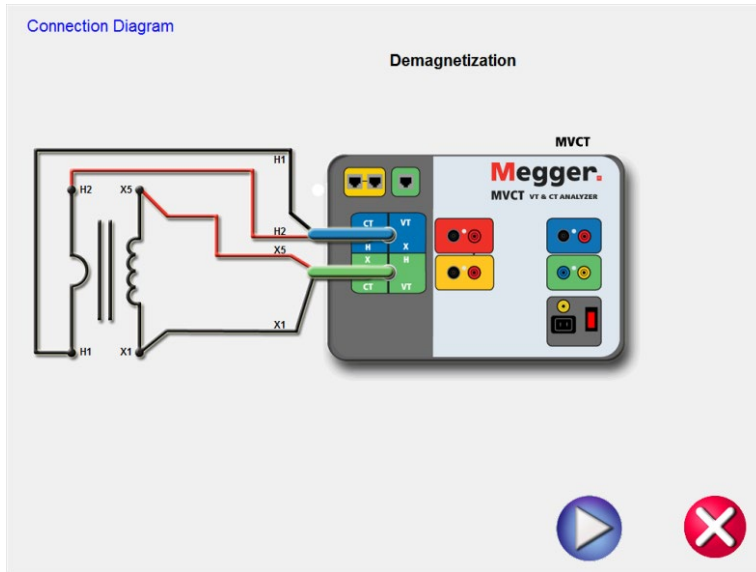 Connection Diagram
Demagnetization
MVCT
H1
Megger.
MVCT VT & CT ANALYZER
H2 X5
CT VT
H2
H X
X5
X H
CT VT
X1
H1 X1